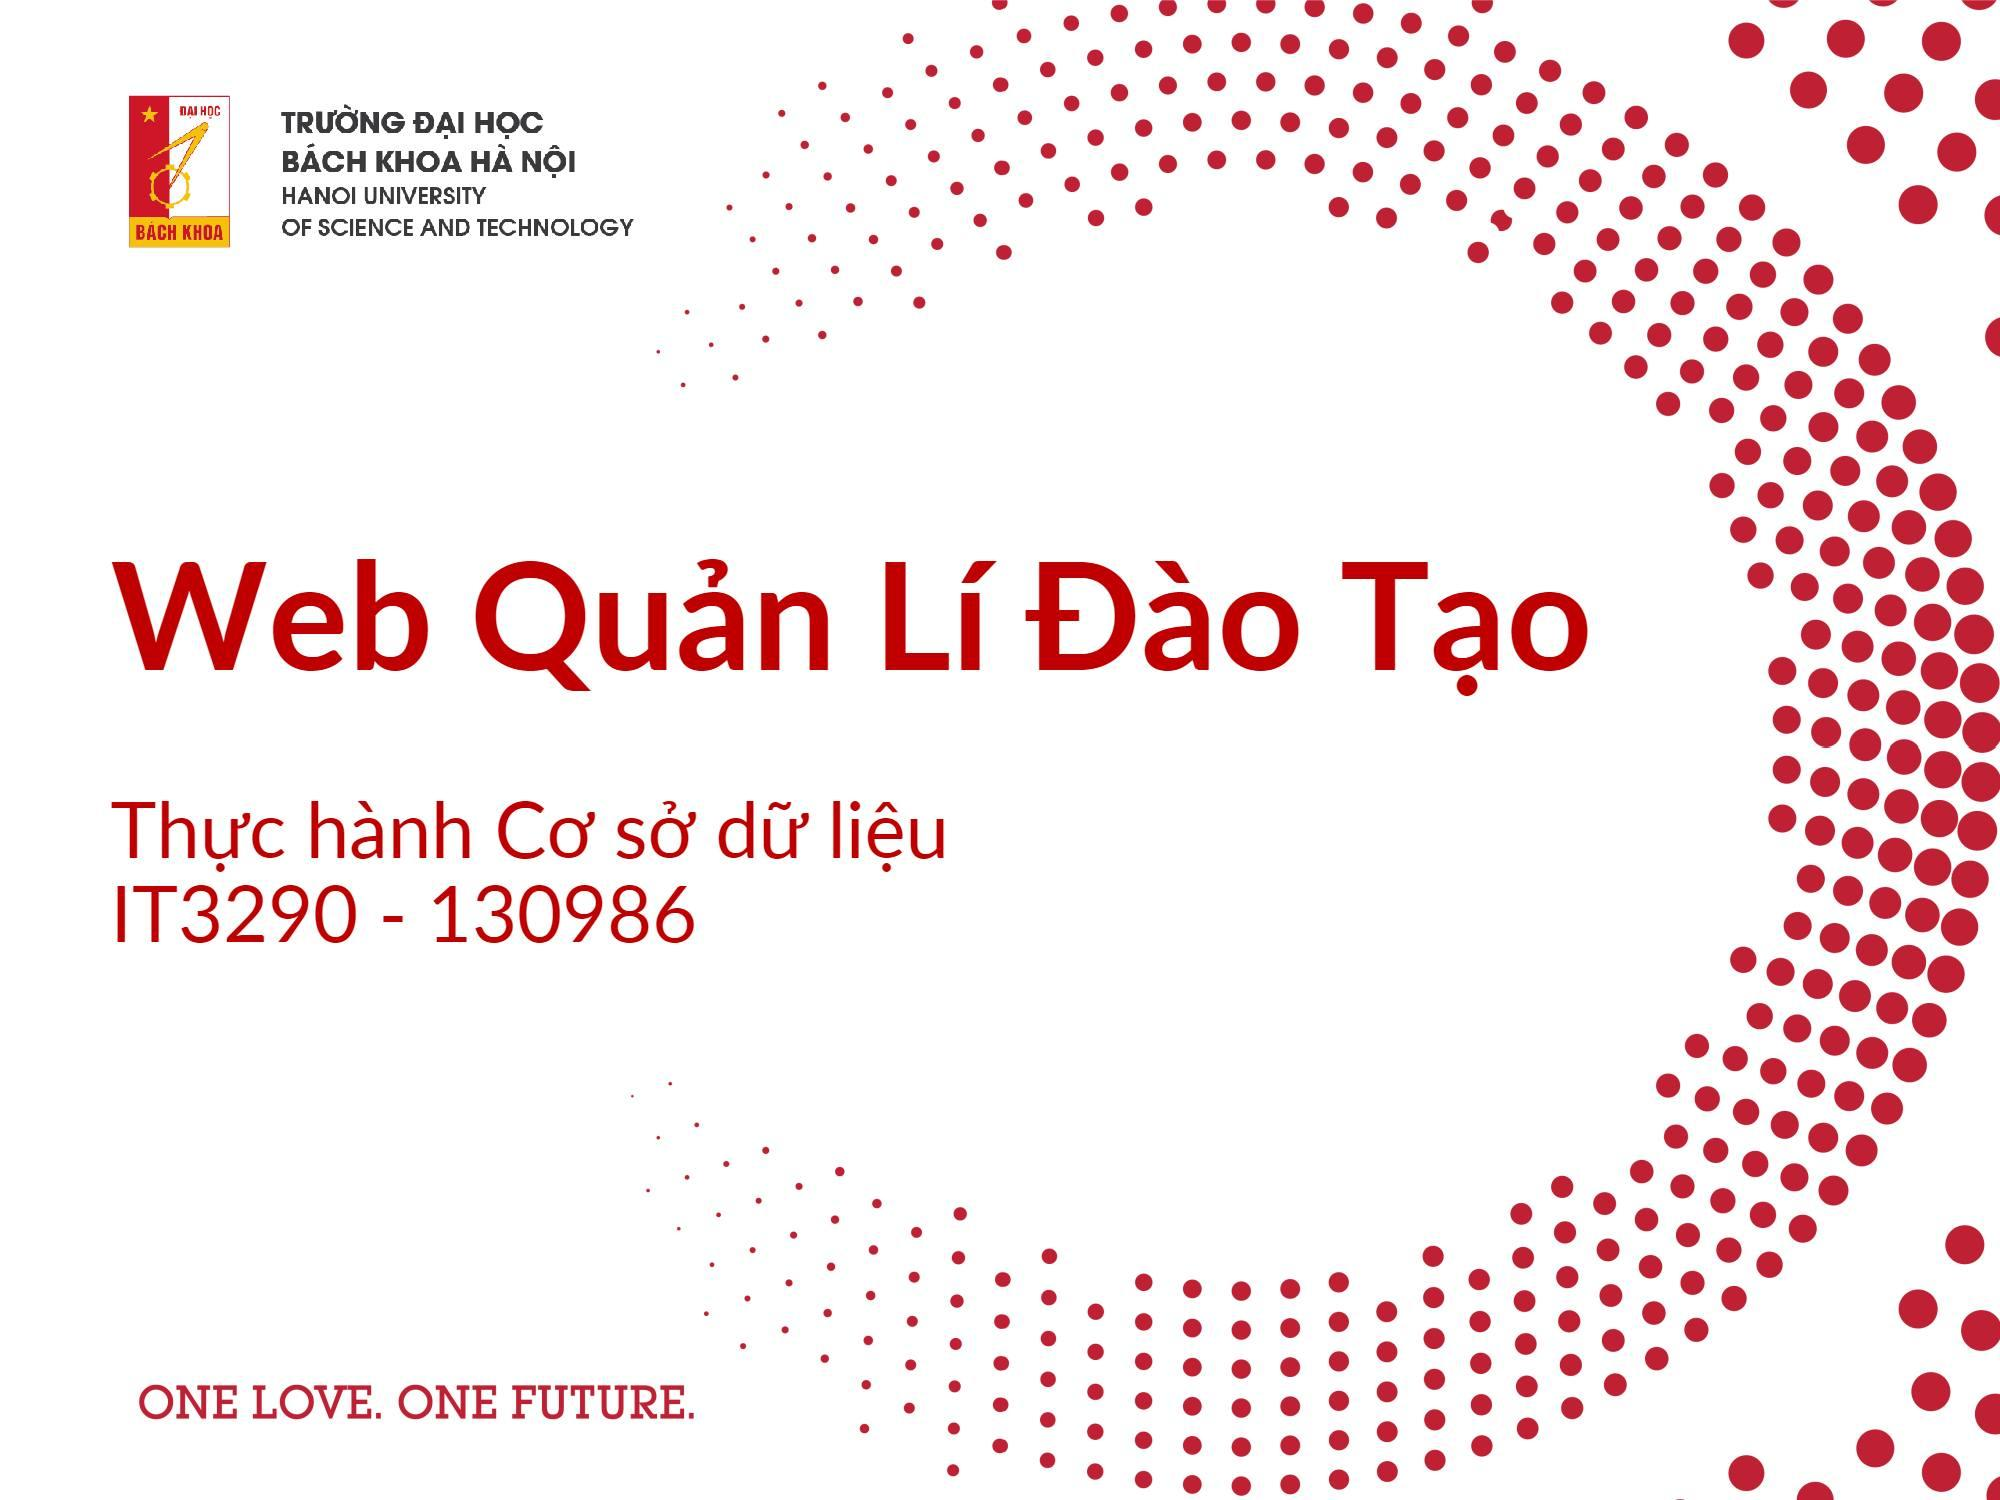 ĐẠI HỌC
BÁCH KHOA
TRƯỜNG ĐẠI HỌC
BÁCH KHOA HÀ NỘI
HANOI UNIVERSITY
OF SCIENCE AND TECHNOLOGY
Web Quản Lí Đào Tạo
Thực hành Cơ sở dữ liệu
IT3290 - 130986
ONE LOVE. ONE FUTURE.